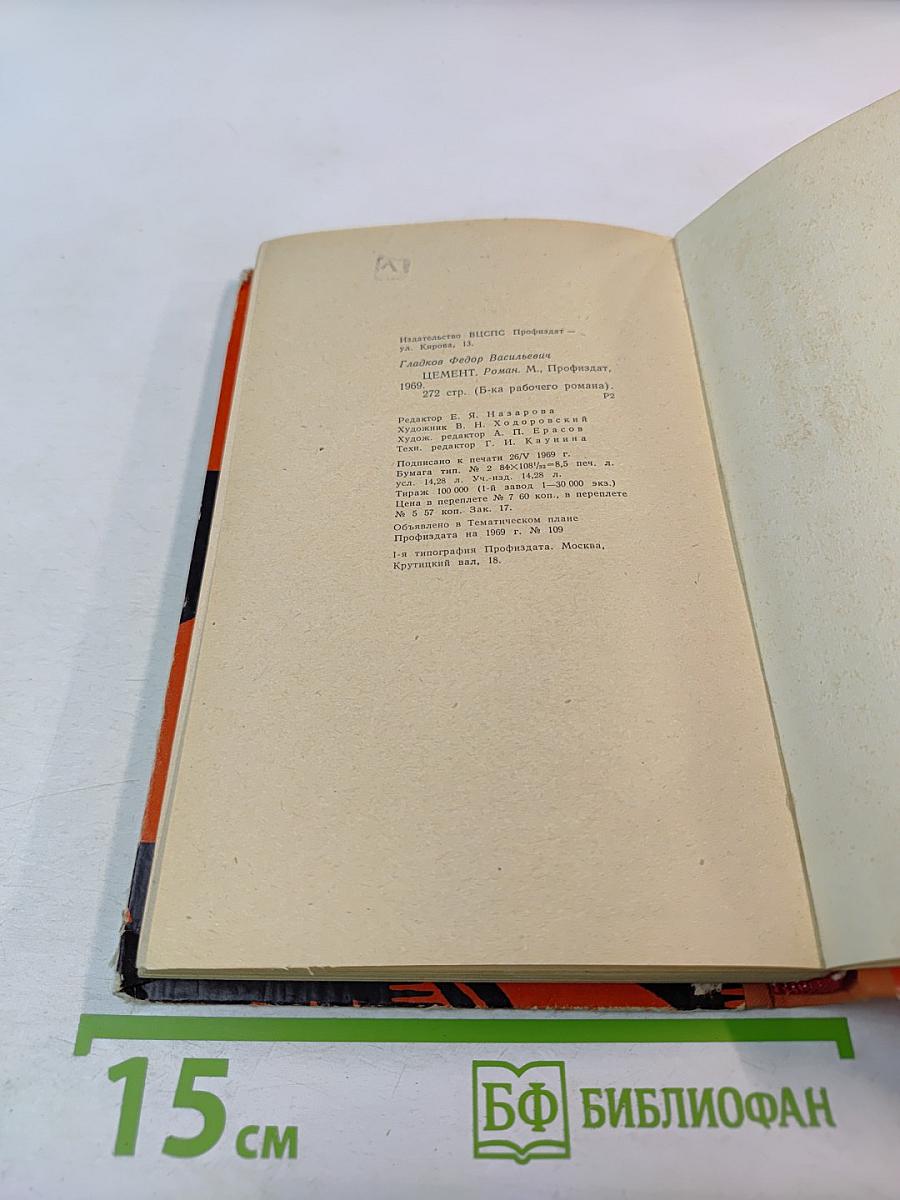 Издательство ВЦСПС Профиздат —
ул. Кирова, 13.
Гладков Федор Васильевич
ЦЕМЕНТ. Роман. М., Профиздат,
1969.
272 стр. (Б-ка рабочего романа).
Р2
Редактор Е. Я. Назарова
Художник В. Н. Ходоровский
Худож. редактор А. П. Ерасов
Техн. редактор Г. И. Каунина
Подписано к печати 26/V 1969 г.
Бумага тип. № 2 84×108¹/₃₂=8,5 печ. л.
усл. 14,28 л. Уч.-изд. 14,28 л.
Тираж 100 000 (1-й завод 1—30 000 экз.)
Цена в переплете № 7 60 коп., в переплете
№ 5 57 коп. Зак. 17.
Объявлено в Тематическом плане
Профиздата на 1969 г. № 109
1-я типография Профиздата. Москва,
Крутицкий вал, 18.
15 см
БФ БИБЛИОФАН